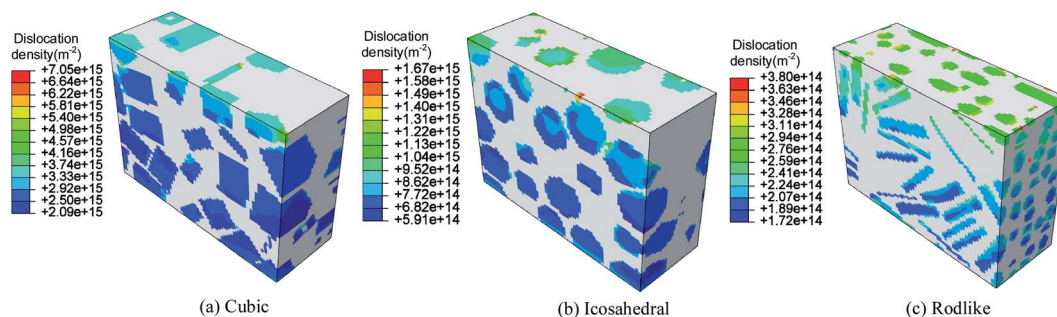 Dislocation
density(m-2)
+7.05e+15
+6.64e+15
+6.22e+15
+5.81e+15
+5.40e+15
+4.98e+15
+4.57e+15
+4.16e+15
+3.74e+15
+3.33e+15
+2.92e+15
+2.50e+15
+2.09e+15
(a) Cubic
Dislocation
density(m-2)
+1.67e+15
+1.58e+15
+1.49e+15
+1.40e+15
+1.31e+15
+1.22e+15
+1.13e+15
+1.04e+15
+9.52e+14
+8.62e+14
+7.72e+14
+6.82e+14
+5.91e+14
(b) Icosahedral
Dislocation
density(m-2)
+3.80e+14
+3.63e+14
+3.46e+14
+3.28e+14
+3.11e+14
+2.94e+14
+2.76e+14
+2.59e+14
+2.41e+14
+2.24e+14
+2.07e+14
+1.89e+14
+1.72e+14
(c) Rodlike